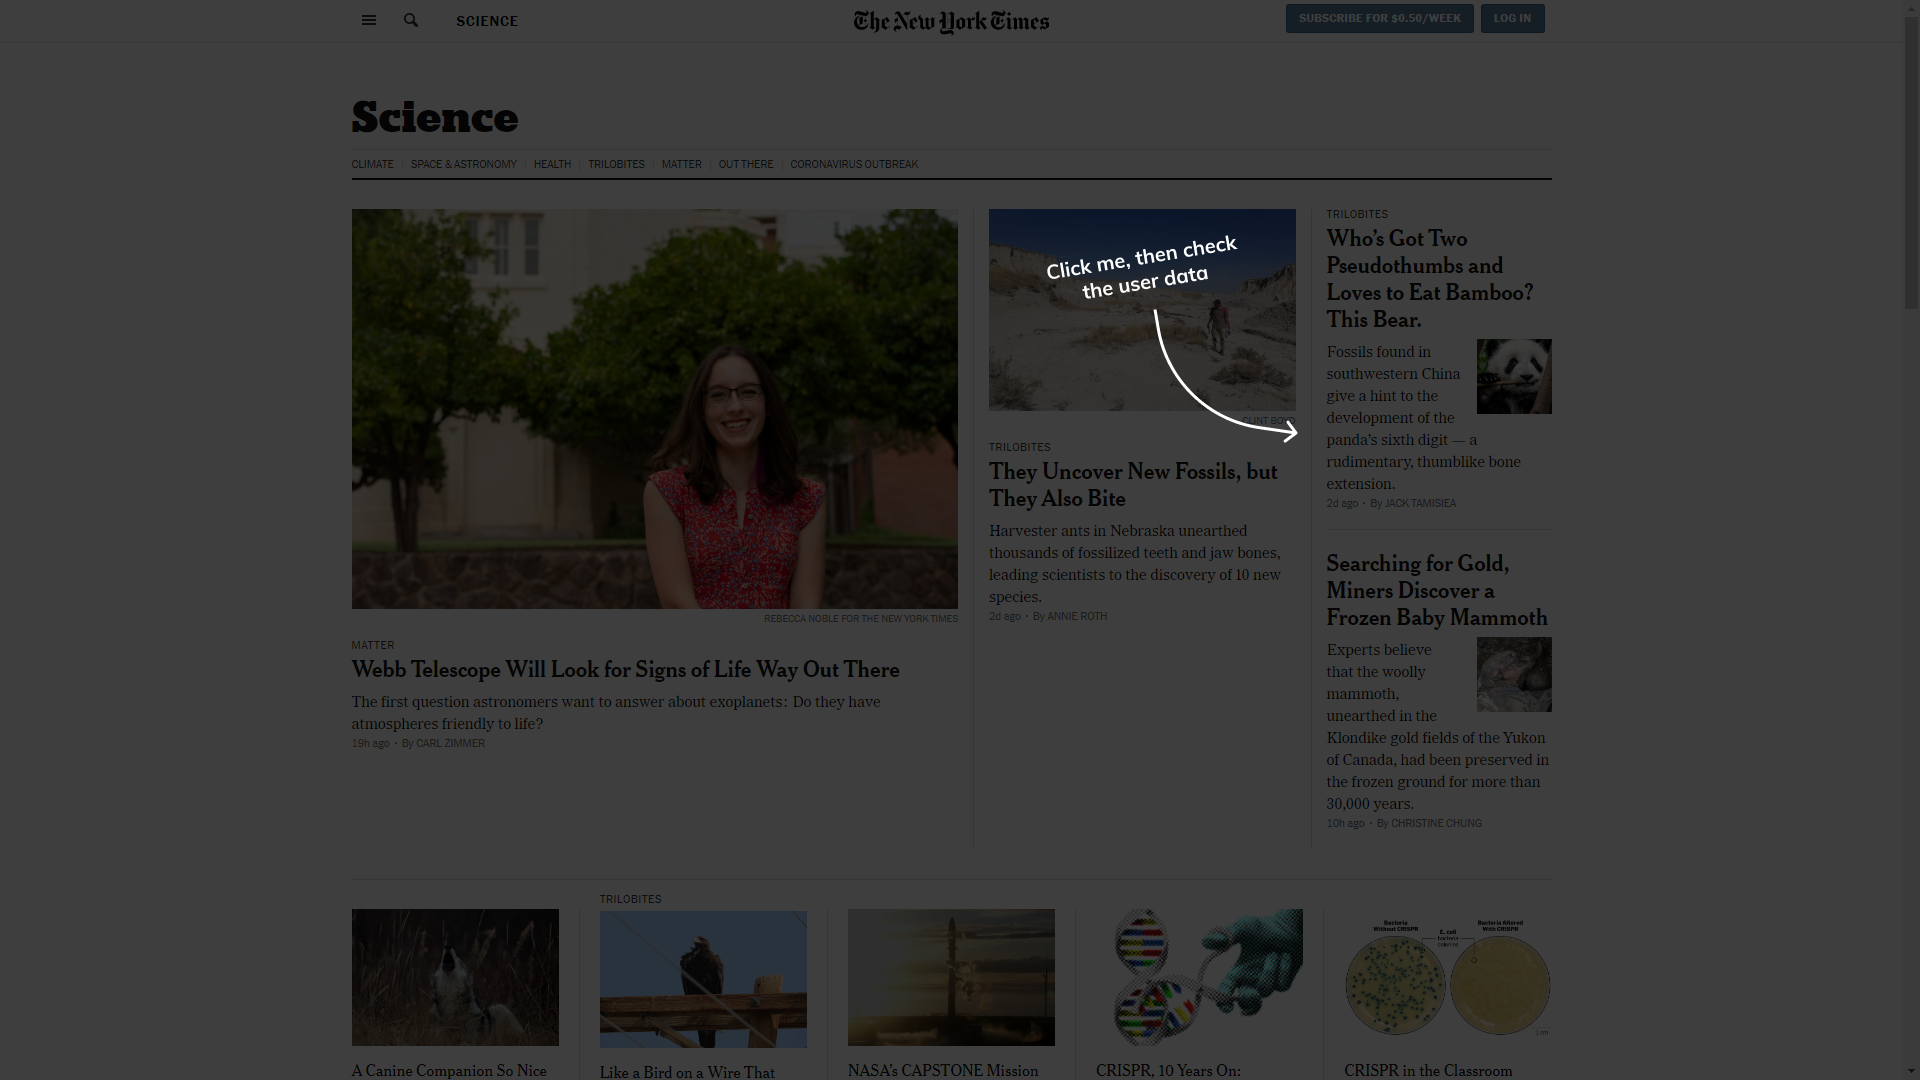 SCIENCE
The New York Times
SUBSCRIBE FOR $0.50/WEEK
LOG IN
Science
CLIMATE
SPACE & ASTRONOMY
HEALTH
TRILOBITES
MATTER
OUT THERE
CORONAVIRUS OUTBREAK
REBECCA NOBLE FOR THE NEW YORK TIMES
MATTER
Webb Telescope Will Look for Signs of Life Way Out There
The first question astronomers want to answer about exoplanets: Do they have
atmospheres friendly to life?
19h ago · By CARL ZIMMER
Click me, then check
the user data
CLINT BOYD
TRILOBITES
They Uncover New Fossils, but
They Also Bite
Harvester ants in Nebraska unearthed
thousands of fossilized teeth and jaw bones,
leading scientists to the discovery of 10 new
species.
2d ago · By ANNIE ROTH
TRILOBITES
Who’s Got Two
Pseudothumbs and
Loves to Eat Bamboo?
This Bear.
Fossils found in
southwestern China
give a hint to the
development of the
panda’s sixth digit — a
rudimentary, thumblike bone
extension.
2d ago · By JACK TAMISIEA
Searching for Gold,
Miners Discover a
Frozen Baby Mammoth
Experts believe
that the woolly
mammoth,
unearthed in the
Klondike gold fields of the Yukon
of Canada, had been preserved in
the frozen ground for more than
30,000 years.
10h ago · By CHRISTINE CHUNG
A Canine Companion So Nice
TRILOBITES
Like a Bird on a Wire That
NASA’s CAPSTONE Mission
CRISPR, 10 Years On:
Bacteria
Without CRISPR
E. coli
bacteria
colonies
Bacteria Altered
With CRISPR
CRISPR in the Classroom